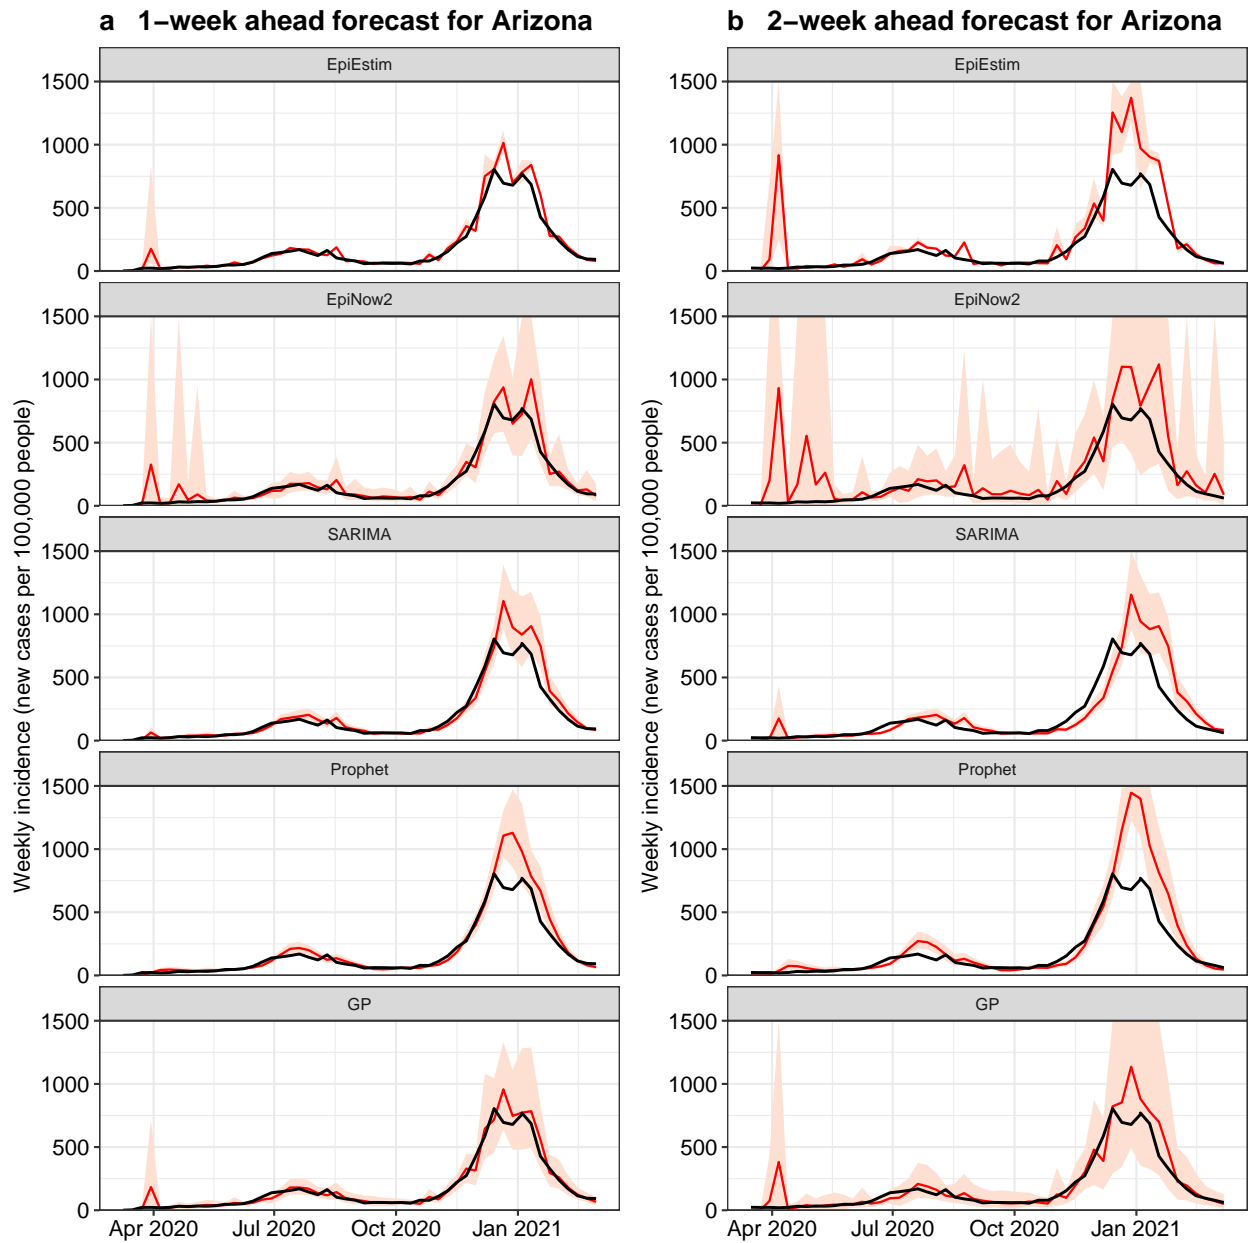 a 1−week ahead forecast for Arizona
Weekly incidence (new cases per 100,000 people)
EpiEstim
1500
1000
500
0
EpiNow2
1500
1000
500
0
SARIMA
1500
1000
500
0
Prophet
1500
1000
500
0
GP
1500
1000
500
0
Apr 2020 Jul 2020 Oct 2020 Jan 2021
b 2−week ahead forecast for Arizona
Weekly incidence (new cases per 100,000 people)
EpiEstim
1500
1000
500
0
EpiNow2
1500
1000
500
0
SARIMA
1500
1000
500
0
Prophet
1500
1000
500
0
GP
1500
1000
500
0
Apr 2020 Jul 2020 Oct 2020 Jan 2021